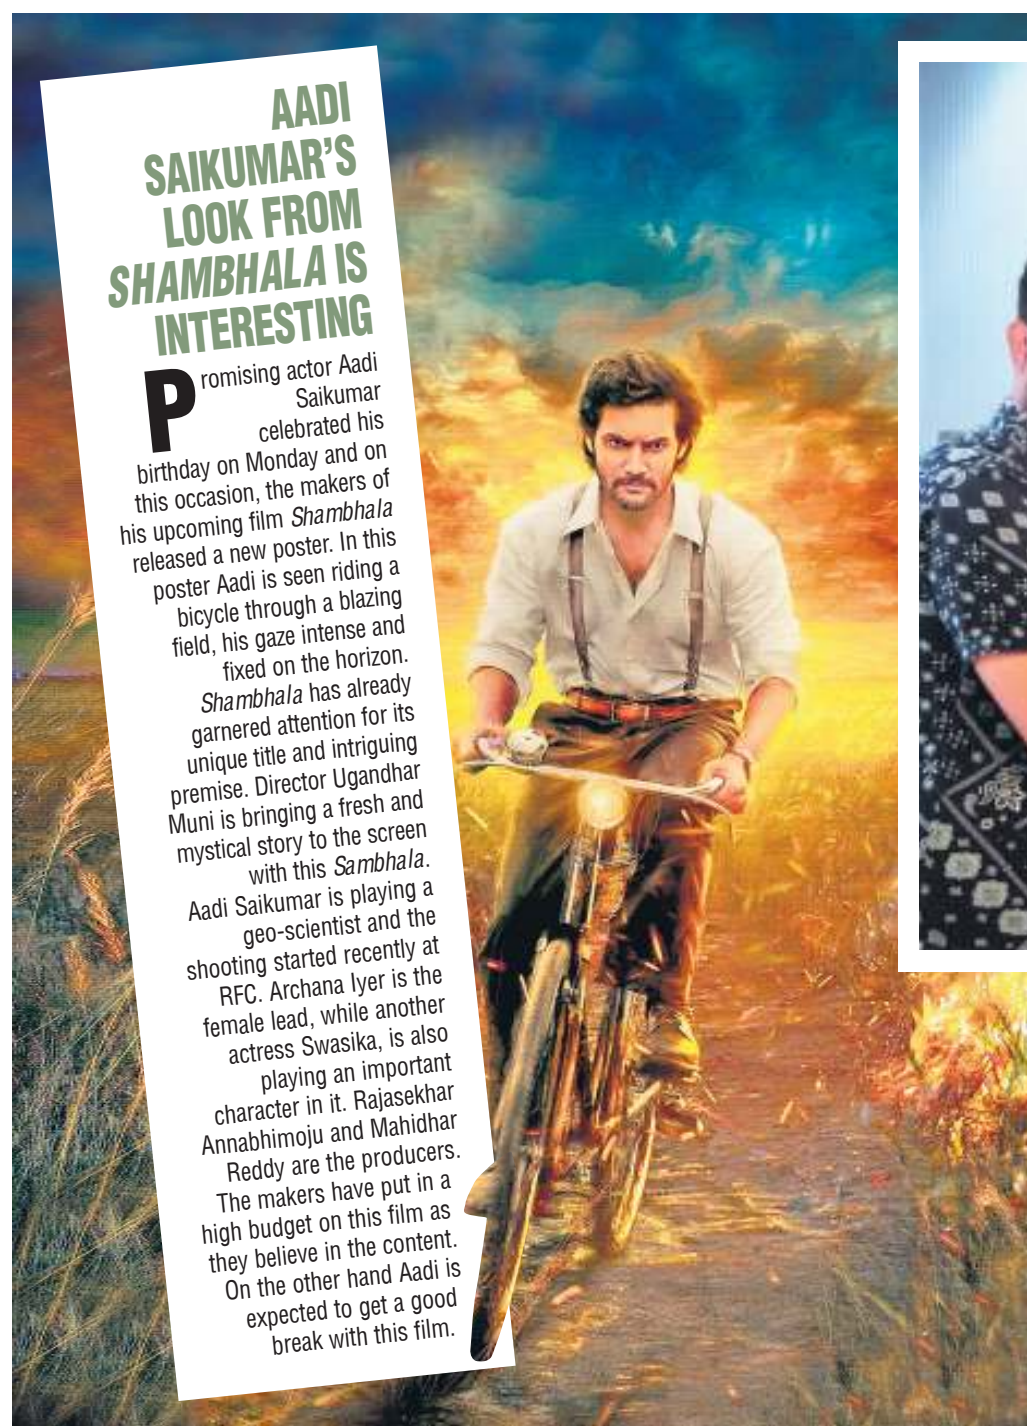 AADI
SAIKUMAR'S
LOOK FROM
SHAMBHALA IS
INTERESTING
Promising actor Aadi
Saikumar
celebrated his
birthday on Monday and on
this occasion, the makers of
his upcoming film Shambhala
released a new poster. In this
poster Aadi is seen riding a
bicycle through a blazing
field, his gaze intense and
fixed on the horizon.
Shambhala has already
garnered attention for its
unique title and intriguing
premise. Director Ugandhar
Muni is bringing a fresh and
mystical story to the screen
with this Sambhala.
Aadi Saikumar is playing a
geo-scientist and the
shooting started recently at
RFC. Archana Iyer is the
female lead, while another
actress Swasika, is also
playing an important
character in it. Rajasekhar
Annabhimoju and Mahidhar
Reddy are the producers.
The makers have put in a
high budget on this film as
they believe in the content.
On the other hand Aadi is
expected to get a good
break with this film.